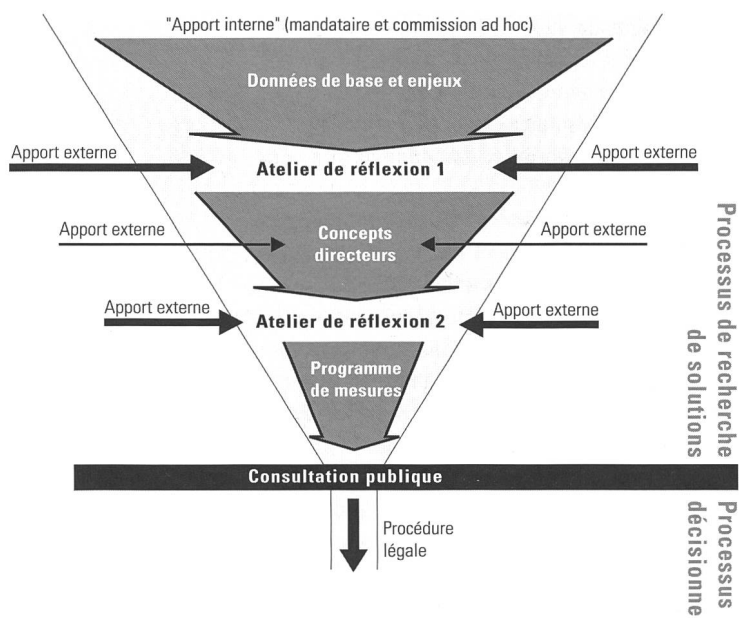 "Apport interne" (mandataire et commission ad hoc)
Données de base et enjeux
Apport externe
Apport externe
Atelier de réflexion 1
Apport externe
Concepts
directeurs
Apport externe
Apport externe
Atelier de réflexion 2
Apport externe
Programme
de mesures
Consultation publique
Procédure
légale
Processus de recherche
de solutions
Processus
décisionne